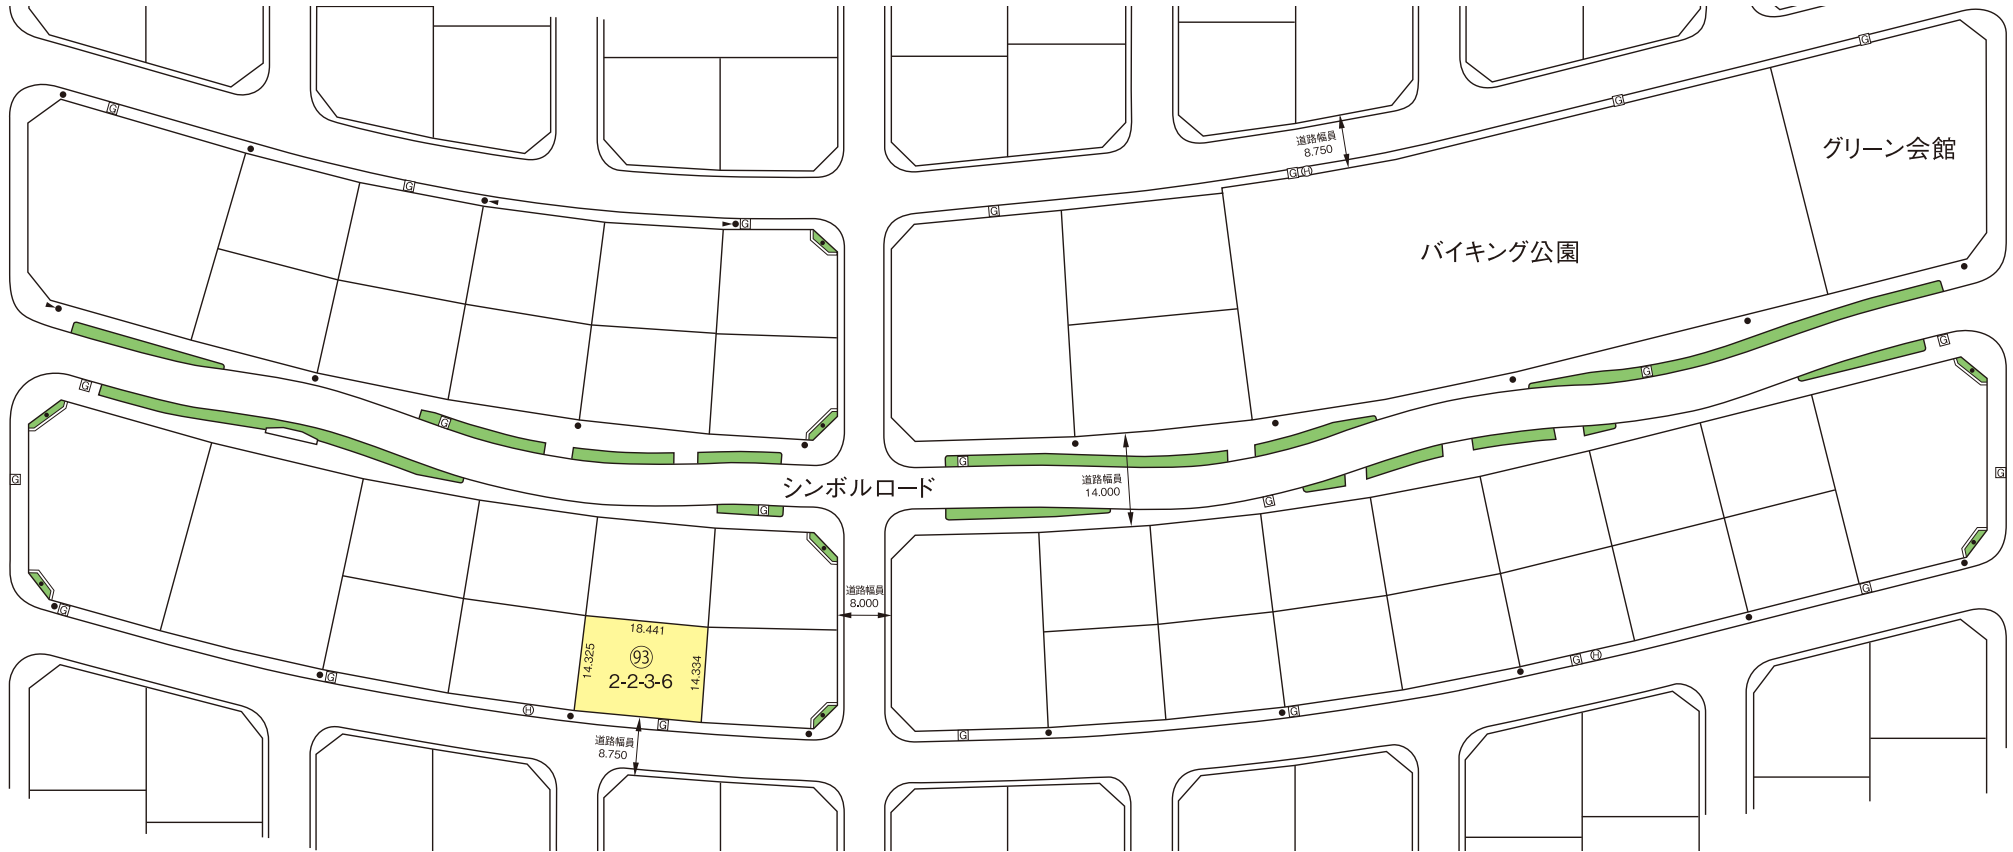 G
G
道路幅員
8.750
グリーン会館
G
G
G H
G
G
バイキング公園
G
G
G
G
G
シンボルロード
道路幅員
14.000
G
G
G
G
G
道路幅員
8.000
18.441
14.325
93
2-2-3-6
14.334
G
G
G
H
G
G
G
G H
道路幅員
8.750